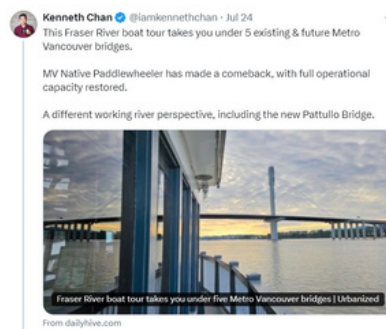 Kenneth Chan @iamkennethchan · Jul 24
This Fraser River boat tour takes you under 5 existing & future Metro
Vancouver bridges.
MV Native Paddlewheeler has made a comeback, with full operational
capacity restored.
A different working river perspective, including the new Pattullo Bridge.
Fraser River boat tour takes you under five Metro Vancouver bridges | Urbanized
From dailyhive.com